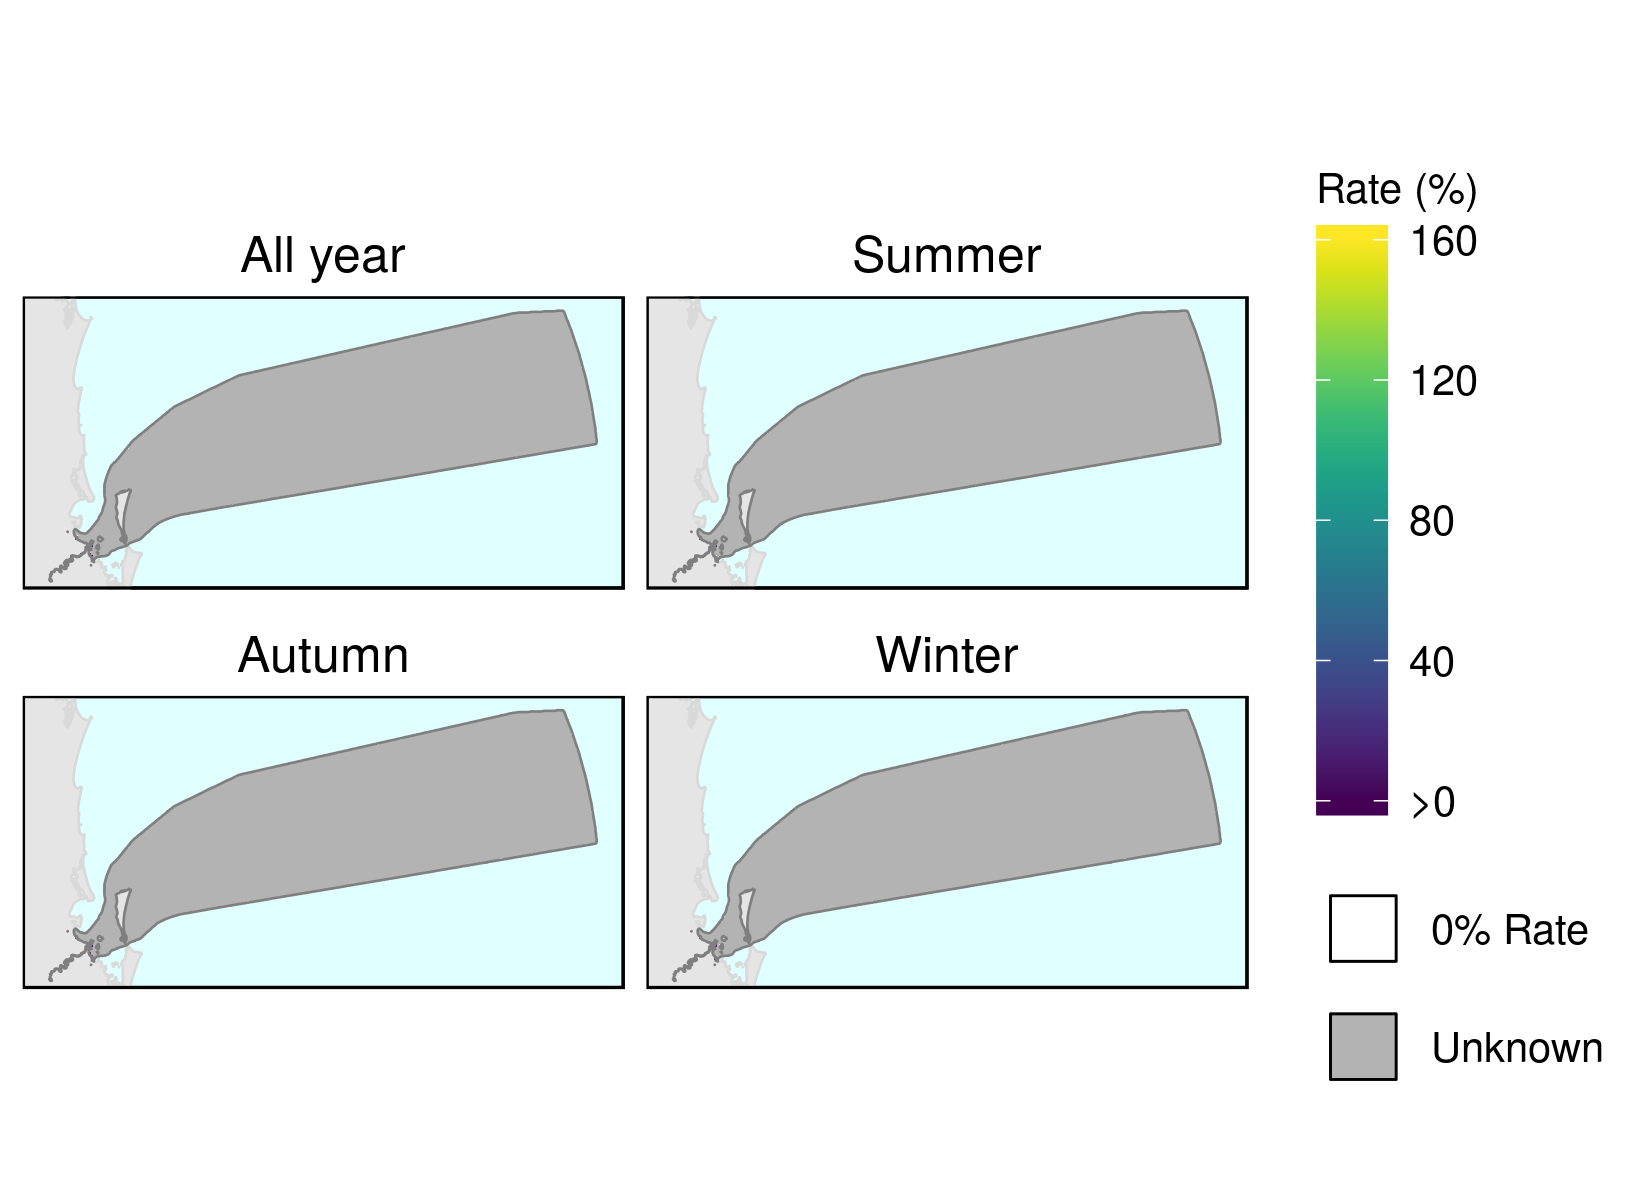 Rate (%)
160
120
80
40
>0
All year
Summer
Autumn
Winter
0% Rate
Unknown